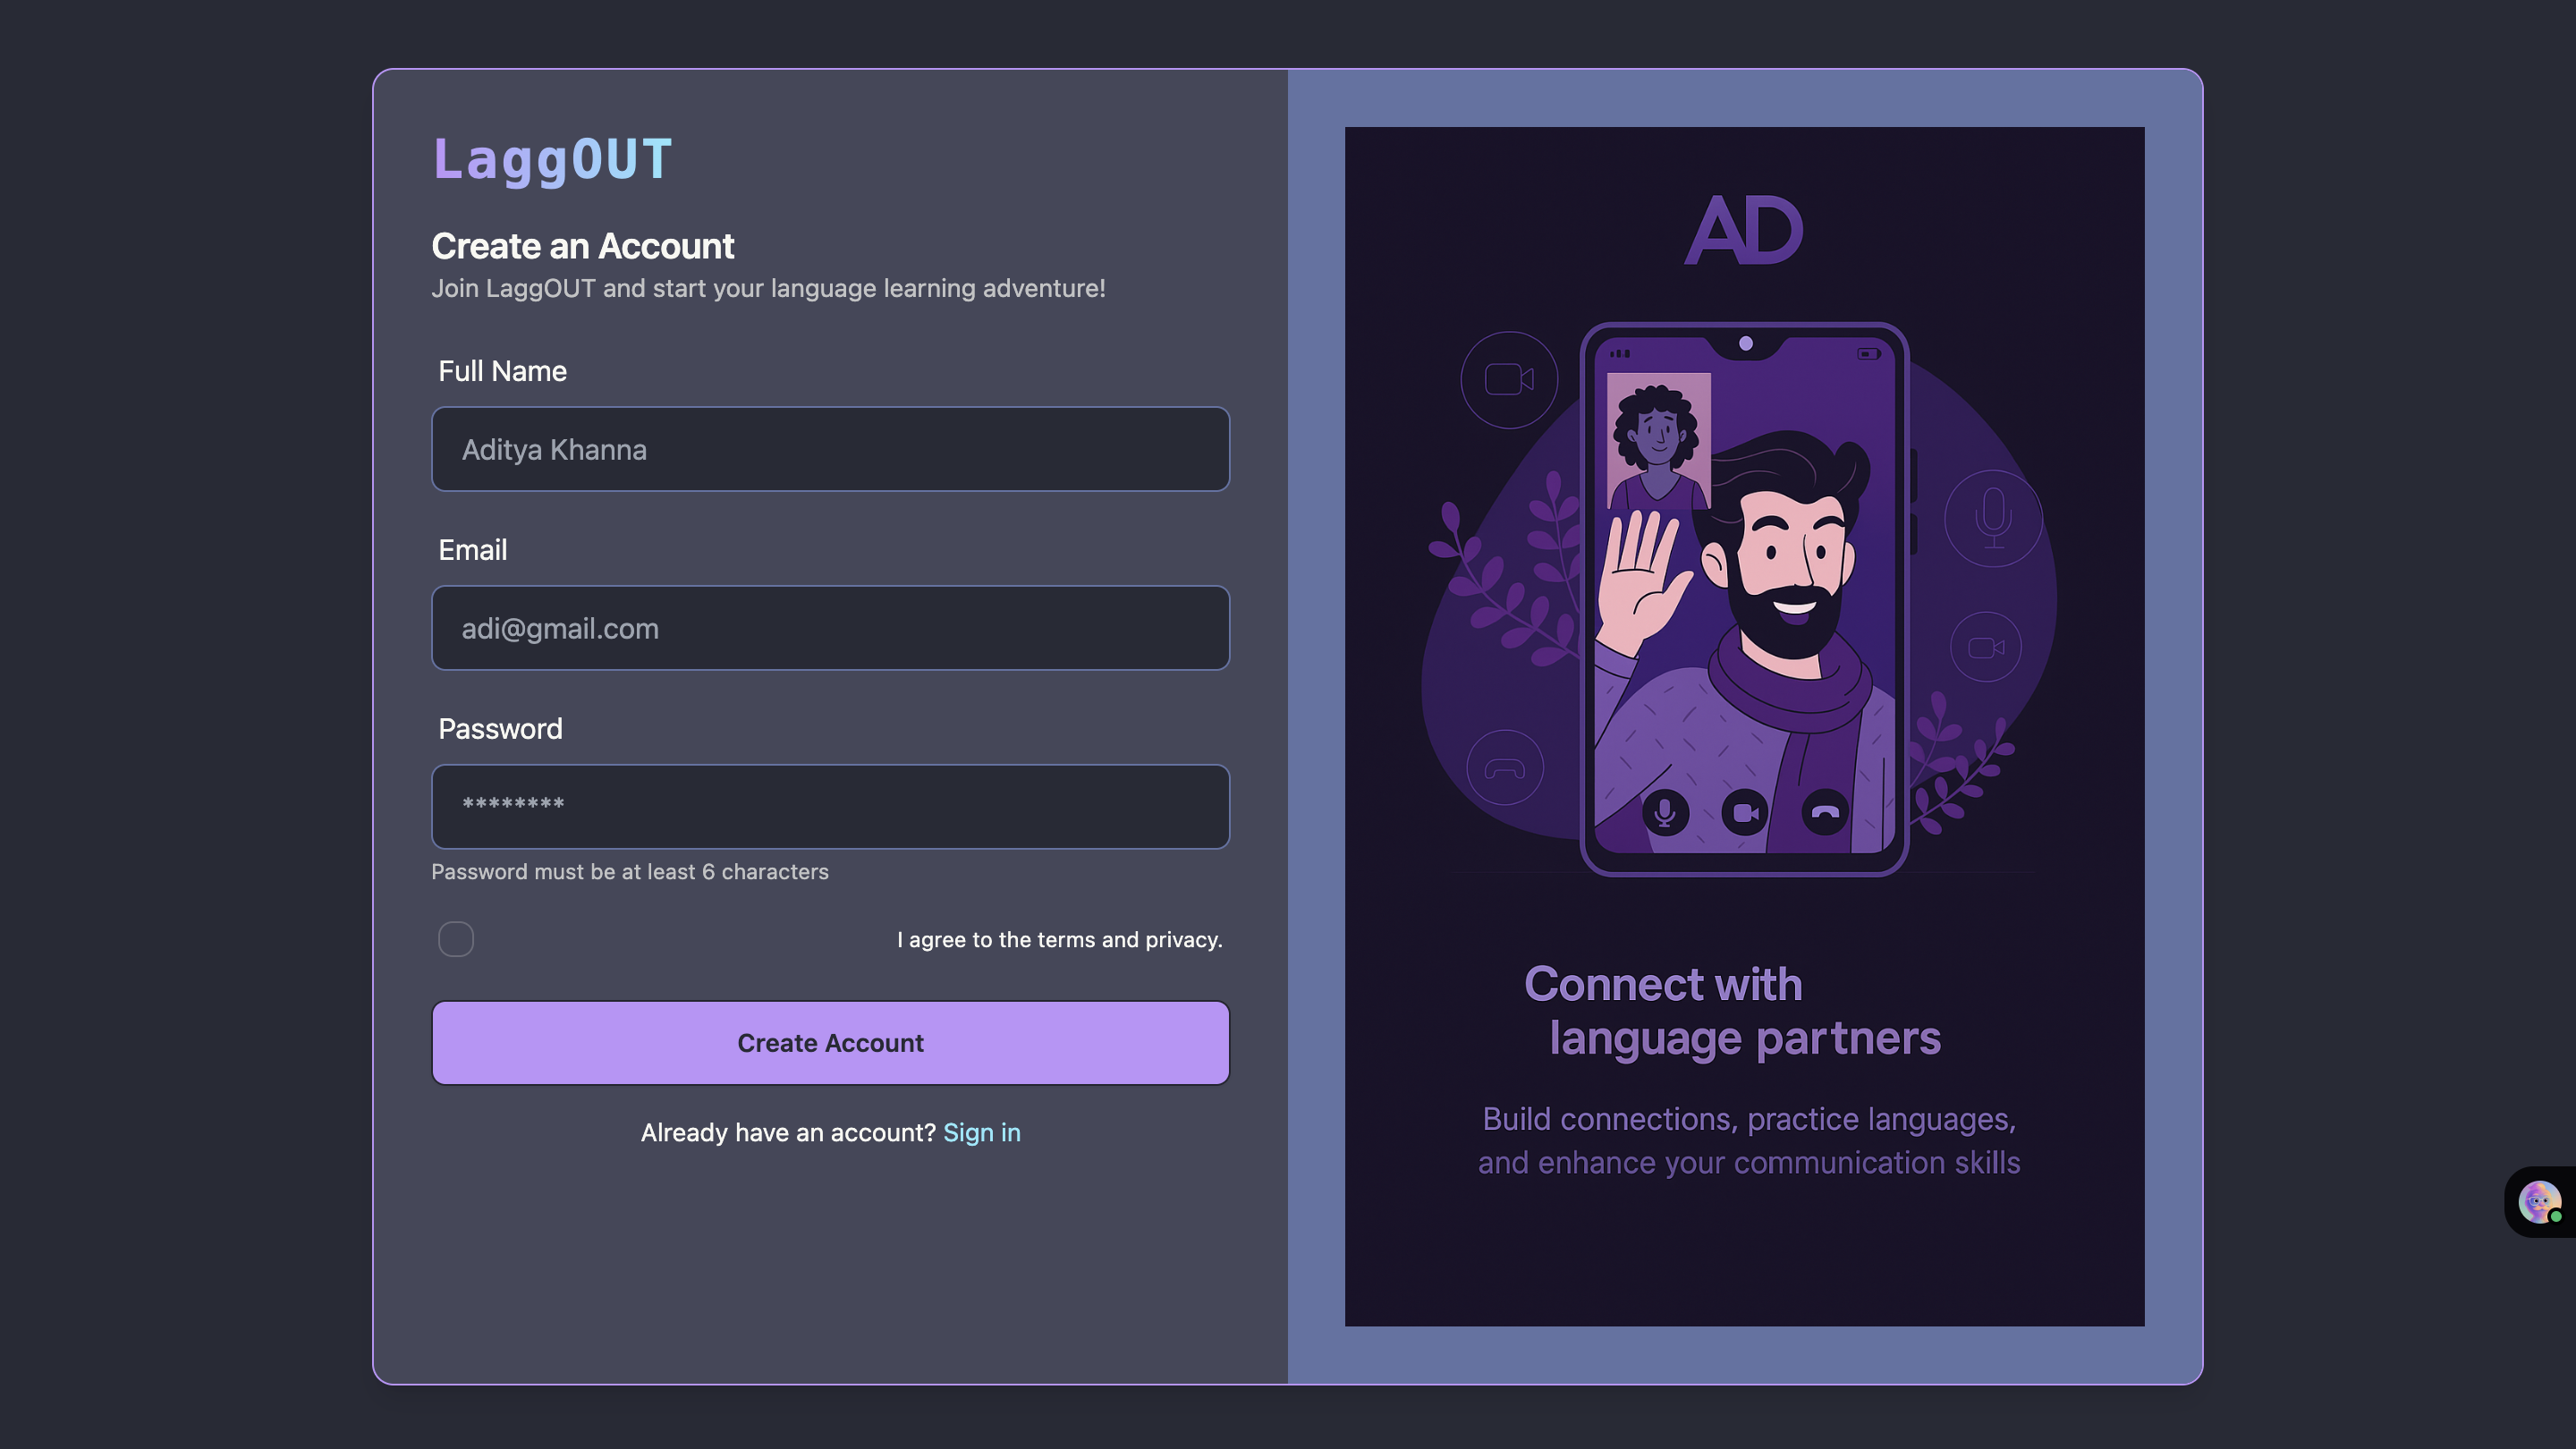 LaggOUT
Create an Account
Join LaggOUT and start your language learning adventure!
Full Name
Aditya Khanna
Email
adi@gmail.com
Password
********
Password must be at least 6 characters
I agree to the terms and privacy.
Create Account
Already have an account? Sign in
AD
Connect with
language partners
Build connections, practice languages,
and enhance your communication skills